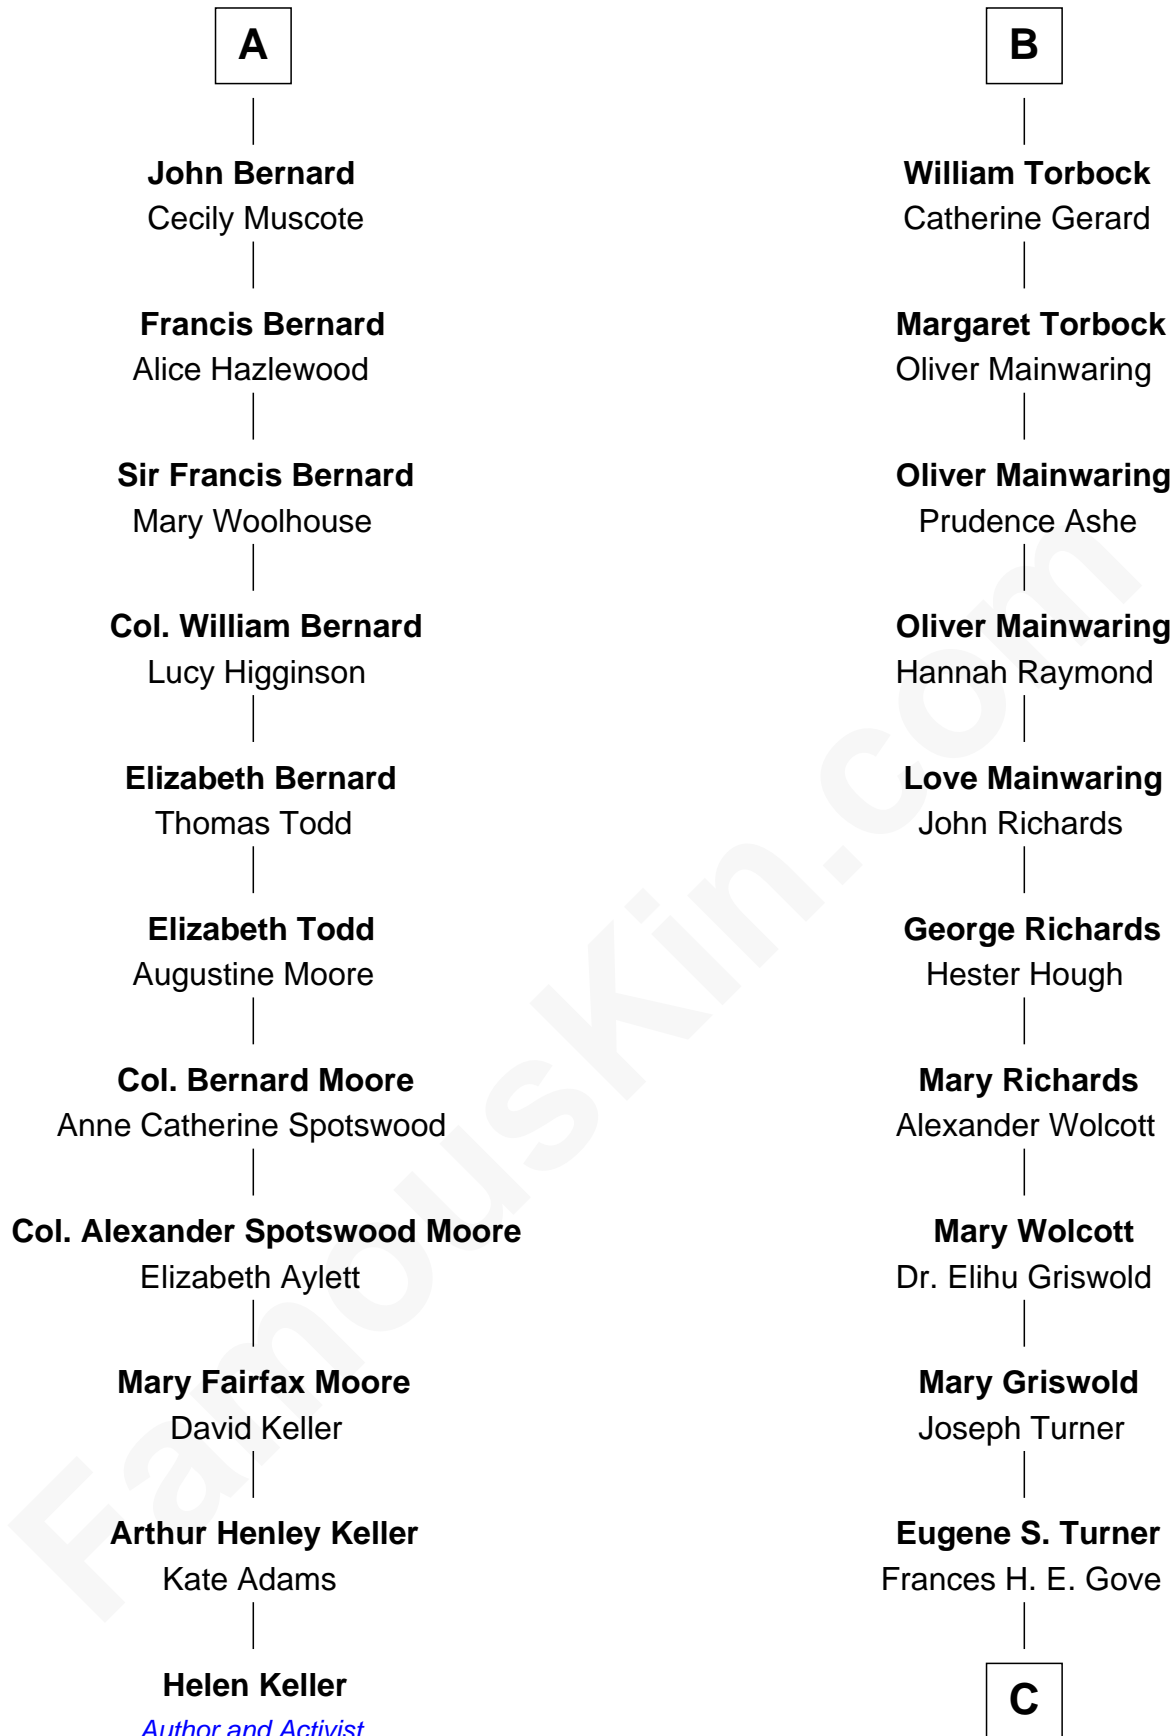 A
John Bernard
Cecily Muscote
Francis Bernard
Alice Hazlewood
Sir Francis Bernard
Mary Woolhouse
Col. William Bernard
Lucy Higginson
Elizabeth Bernard
Thomas Todd
Elizabeth Todd
Augustine Moore
Col. Bernard Moore
Anne Catherine Spotswood
Col. Alexander Spotswood Moore
Elizabeth Aylett
Mary Fairfax Moore
David Keller
Arthur Henley Keller
Kate Adams
Helen Keller
Author and Activist
B
William Torbock
Catherine Gerard
Margaret Torbock
Oliver Mainwaring
Oliver Mainwaring
Prudence Ashe
Oliver Mainwaring
Hannah Raymond
Love Mainwaring
John Richards
George Richards
Hester Hough
Mary Richards
Alexander Wolcott
Mary Wolcott
Dr. Elihu Griswold
Mary Griswold
Joseph Turner
Eugene S. Turner
Frances H. E. Gove
C
FamousKin.com